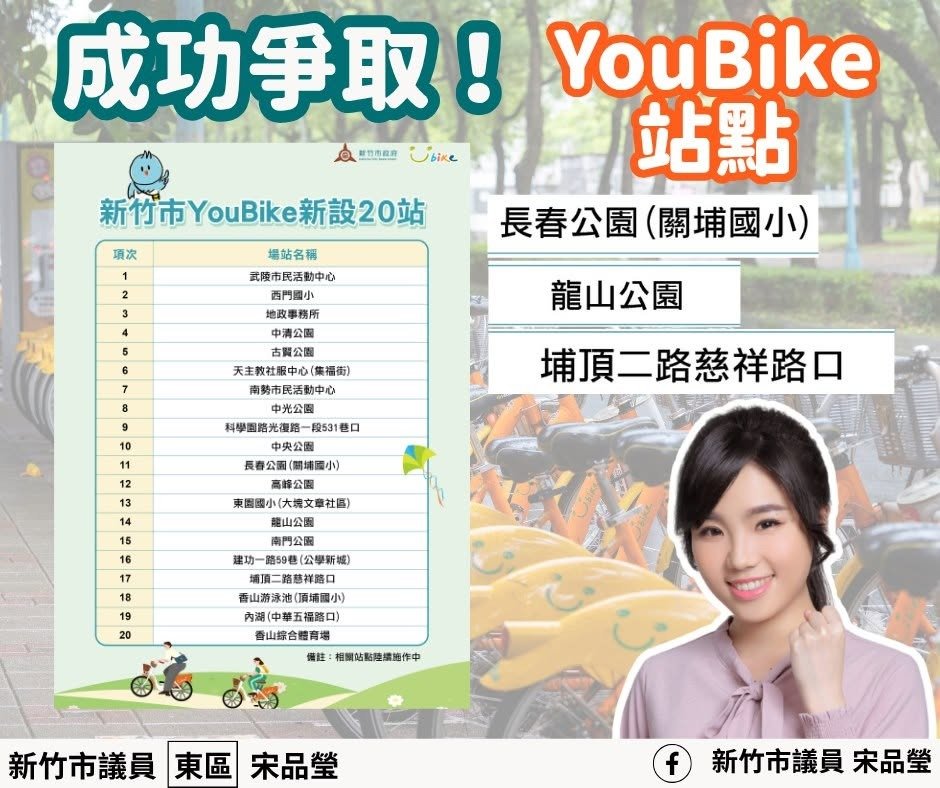 成功爭取！
YouBike
站點
新竹市政府
Ubike
新竹市YouBike新設20站
項次 場站名稱
1 武陵市民活動中心
2 西門國小
3 地政事務所
4 中清公園
5 古賢公園
6 天主教社服中心(集福街)
7 南勢市民活動中心
8 中光公園
9 科學園路光復路一段531巷口
10 中央公園
11 長春公園(關埔國小)
12 高峰公園
13 東園國小(大塊文章社區)
14 龍山公園
15 南門公園
16 建功一路59巷(公學新城)
17 埔頂二路慈祥路口
18 香山游泳池(頂埔國小)
19 內湖(中華五福路口)
20 香山綜合體育場
備註：相關站點陸續施作中
長春公園(關埔國小)
龍山公園
埔頂二路慈祥路口
新竹市議員 東區 宋品瑩
f 新竹市議員 宋品瑩